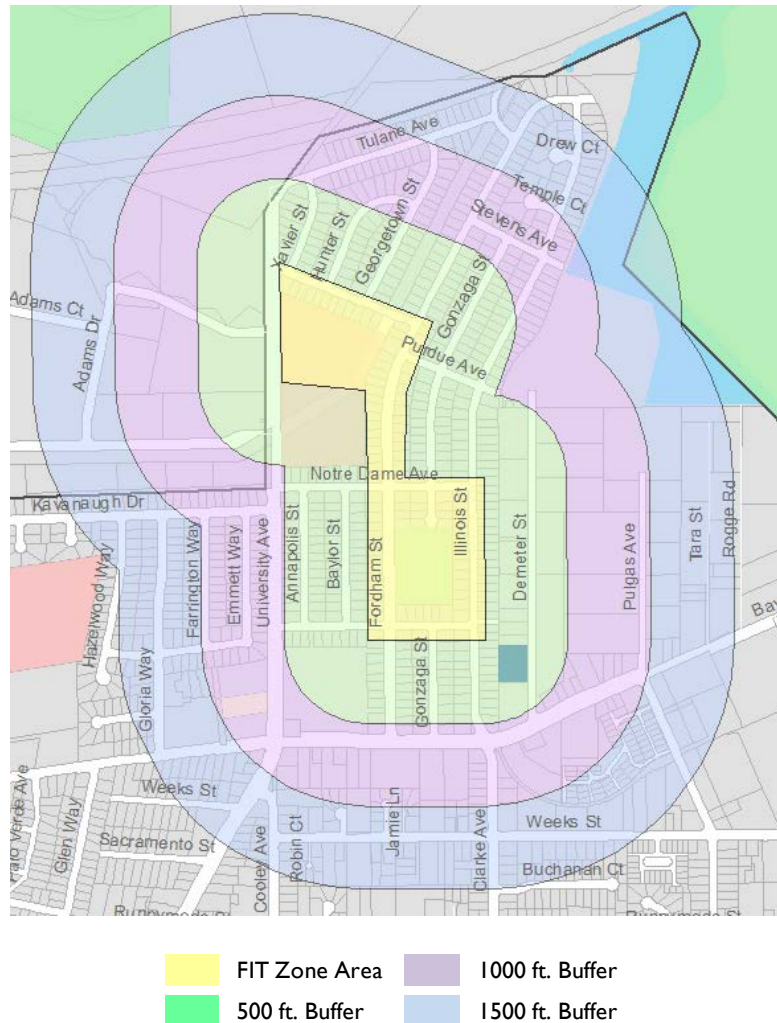 Tulane Ave
Drew Ct
Temple Ct
Stevens Ave
Xavier St
Hunter St
Georgetown St
Gonzaga St
Adams Ct
Adams Dr
Purdue Ave
Notre Dame Ave
Kavanaugh Dr
Hazelwood Way
Gloria Way
Farrington Way
Emmett Way
University Ave
Annapolis St
Baylor St
Fordham St
Illinois St
Demeter St
Pulgas Ave
Tara St
Rogge Rd
Bay
Gonzaga St
Weeks St
Sacramento St
Glen Way
Verde Ave
Cooley Ave
Robin Ct
Jamie Ln
Clarke Ave
Weeks St
Buchanan Ct
FIT Zone Area
1000 ft. Buffer
500 ft. Buffer
1500 ft. Buffer